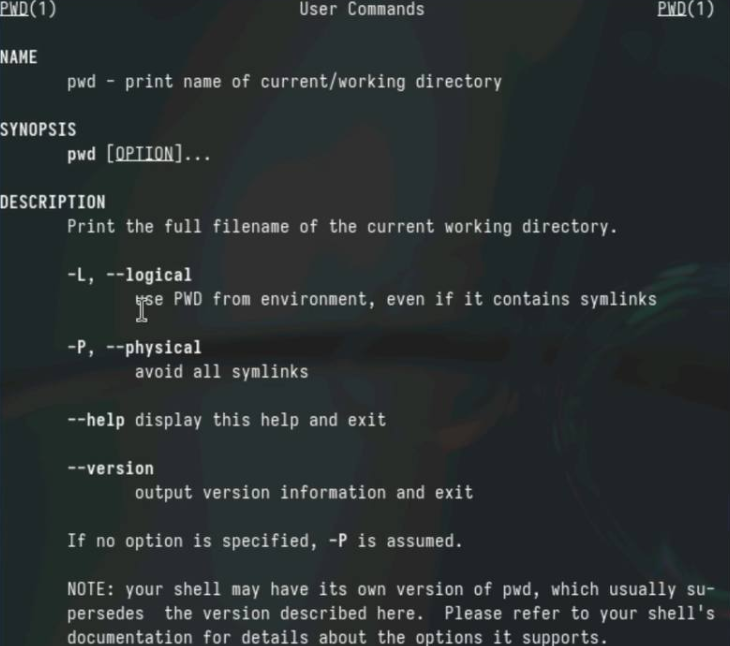 PWD(1) User Commands PWD(1)
NAME
pwd - print name of current/working directory
SYNOPSIS
pwd [OPTION]...
DESCRIPTION
Print the full filename of the current working directory.
-L, --logical
use PWD from environment, even if it contains symlinks
-P, --physical
avoid all symlinks
--help display this help and exit
--version
output version information and exit
If no option is specified, -P is assumed.
NOTE: your shell may have its own version of pwd, which usually su-
persedes the version described here. Please refer to your shell's
documentation for details about the options it supports.